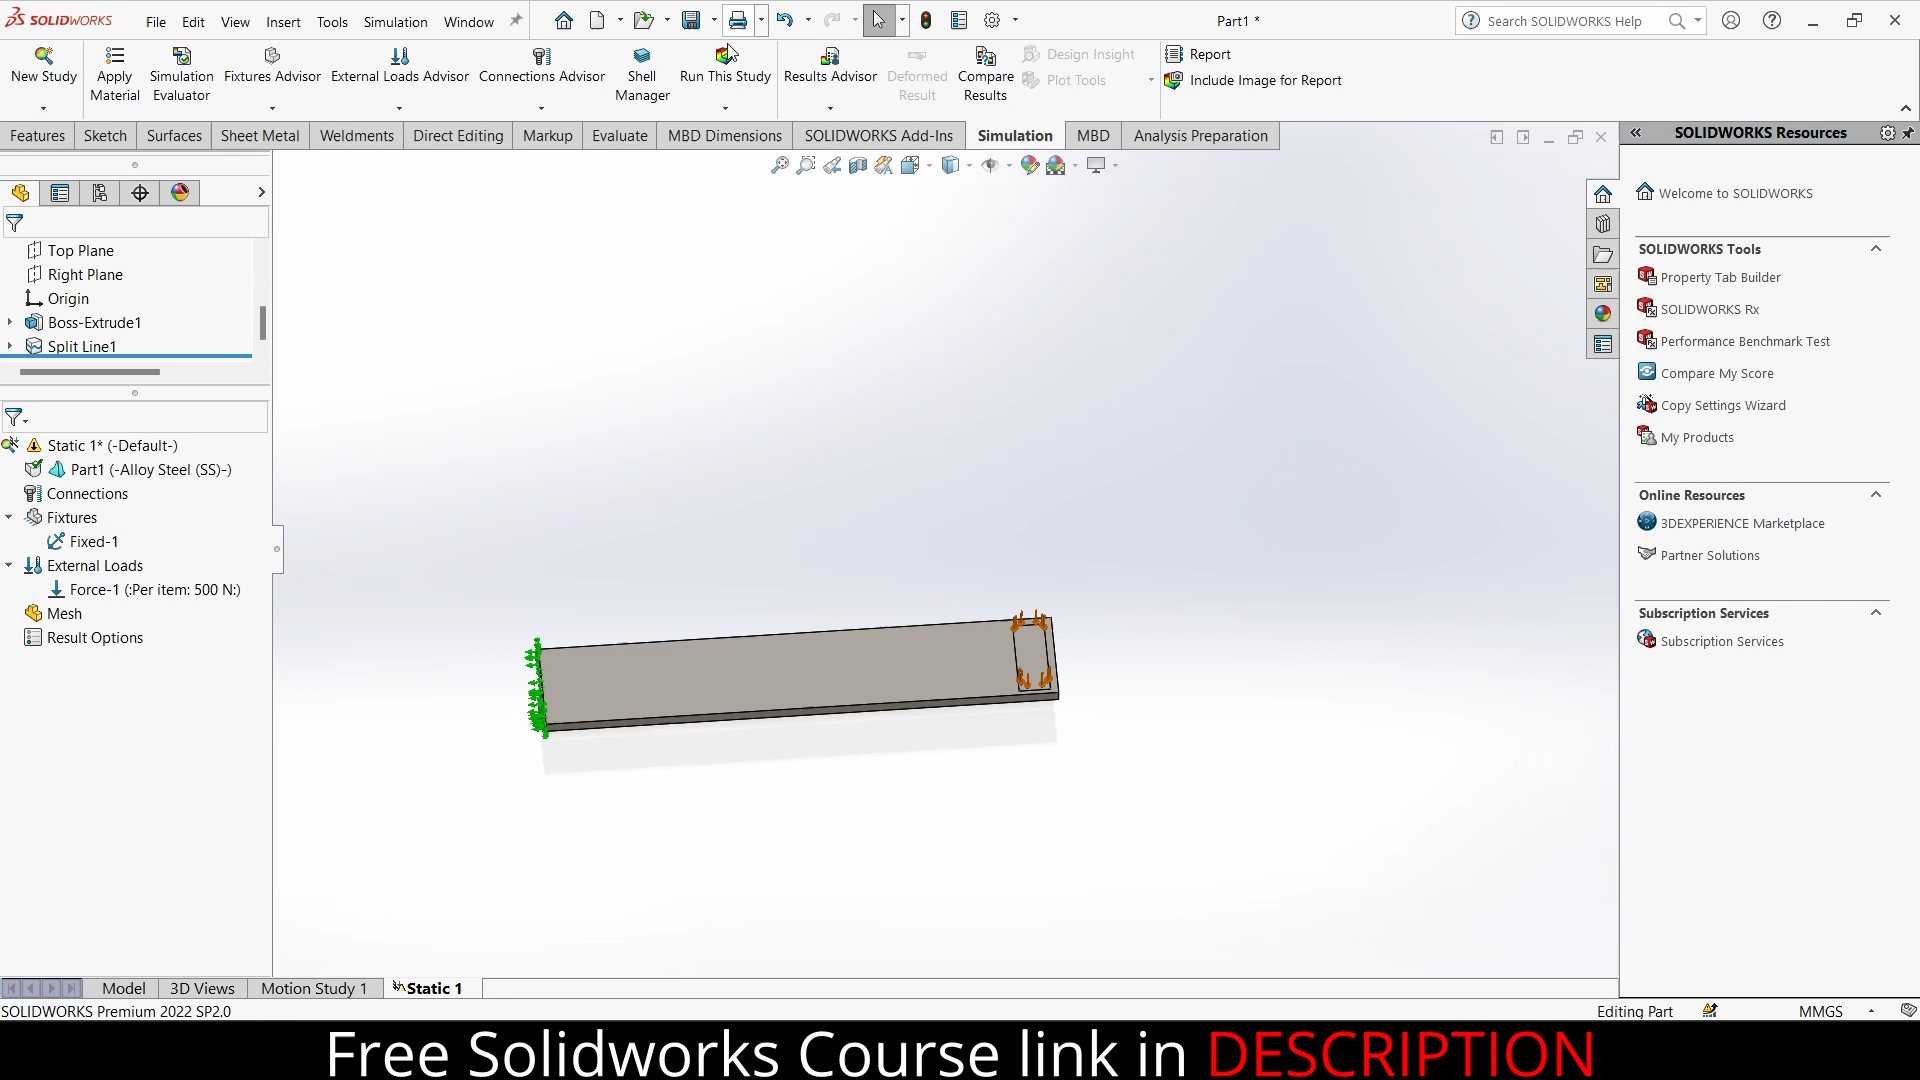 SOLIDWORKS File Edit View Insert Tools Simulation Window Part1 * Search SOLIDWORKS Help
New Study Apply Material Simulation Evaluator Fixtures Advisor External Loads Advisor Connections Advisor Shell Manager Run This Study Results Advisor Deformed Result Compare Results Design Insight Plot Tools Report Include Image for Report
Features Sketch Surfaces Sheet Metal Weldments Direct Editing Markup Evaluate MBD Dimensions SOLIDWORKS Add-Ins Simulation MBD Analysis Preparation
SOLIDWORKS Resources
Top Plane
Right Plane
Origin
Boss-Extrude1
Split Line1
Static 1* (-Default-)
Part1 (-Alloy Steel (SS)-)
Connections
Fixtures
Fixed-1
External Loads
Force-1 (:Per item: 500 N:)
Mesh
Result Options
Welcome to SOLIDWORKS
SOLIDWORKS Tools
Property Tab Builder
SOLIDWORKS Rx
Performance Benchmark Test
Compare My Score
Copy Settings Wizard
My Products
Online Resources
3DEXPERIENCE Marketplace
Partner Solutions
Subscription Services
Subscription Services
Model 3D Views Motion Study 1 Static 1
SOLIDWORKS Premium 2022 SP2.0 Editing Part MMGS
Free Solidworks Course link in DESCRIPTION